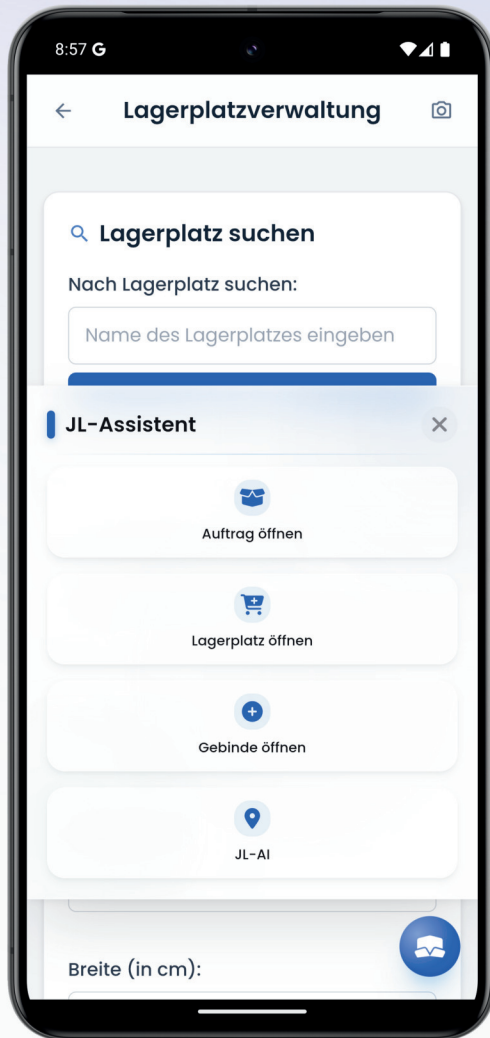 8:57 G
Lagerplatzverwaltung
Lagerplatz suchen
Nach Lagerplatz suchen:
Name des Lagerplatzes eingeben
JL-Assistent
Auftrag öffnen
Lagerplatz öffnen
Gebinde öffnen
JL-AI
Breite (in cm):